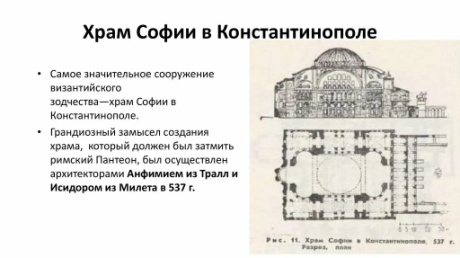 Храм Софии в Константинополе
• Самое значительное сооружение
византийского
зодчества—храм Софии в
Константинополе.
• Грандиозный замысел создания
храма, который должен был затмить
римский Пантеон, был осуществлен
архитекторами Анфимием из Тралл и
Исидором из Милета в 537 г.
Рис. 11. Храм Софии в Константинополе. 537 г.
Разрез, план